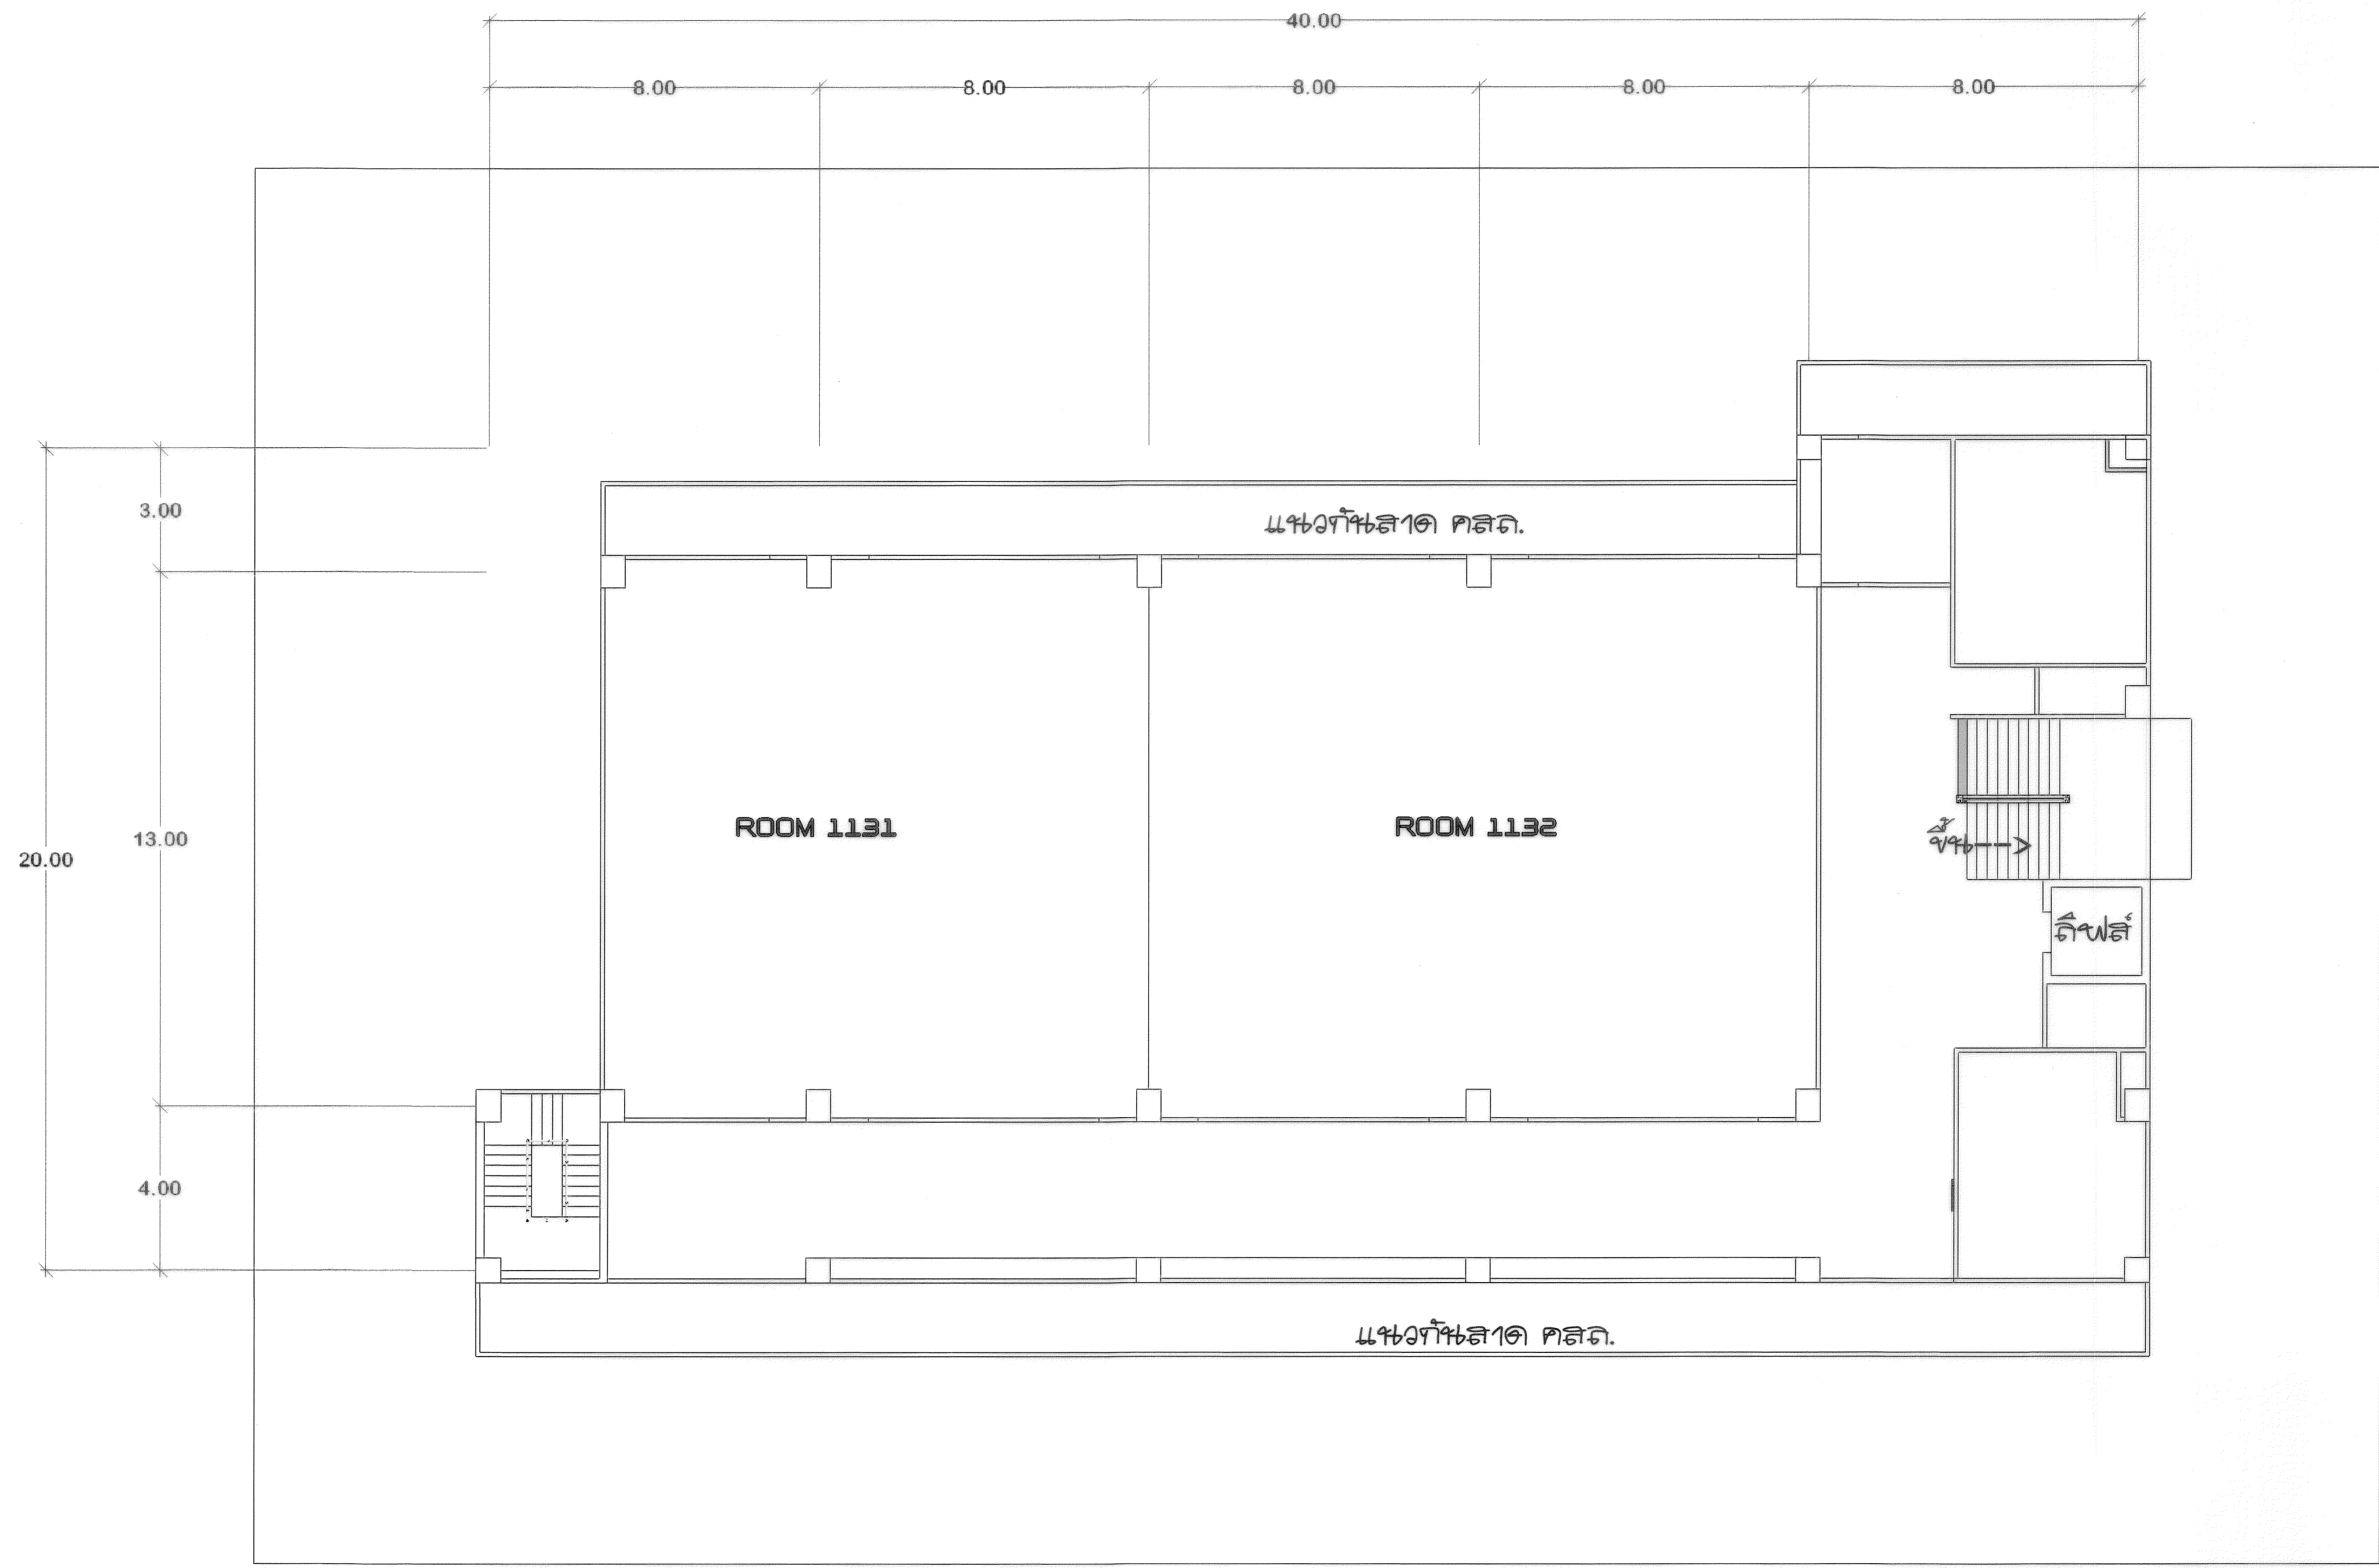 40.00
8.00 8.00 8.00 8.00 8.00
3.00
แนวกันสาด คสล.
ROOM 1131
ROOM 1132
13.00
ขึ้น
20.00
ลิฟส์
4.00
แนวกันสาด คสล.